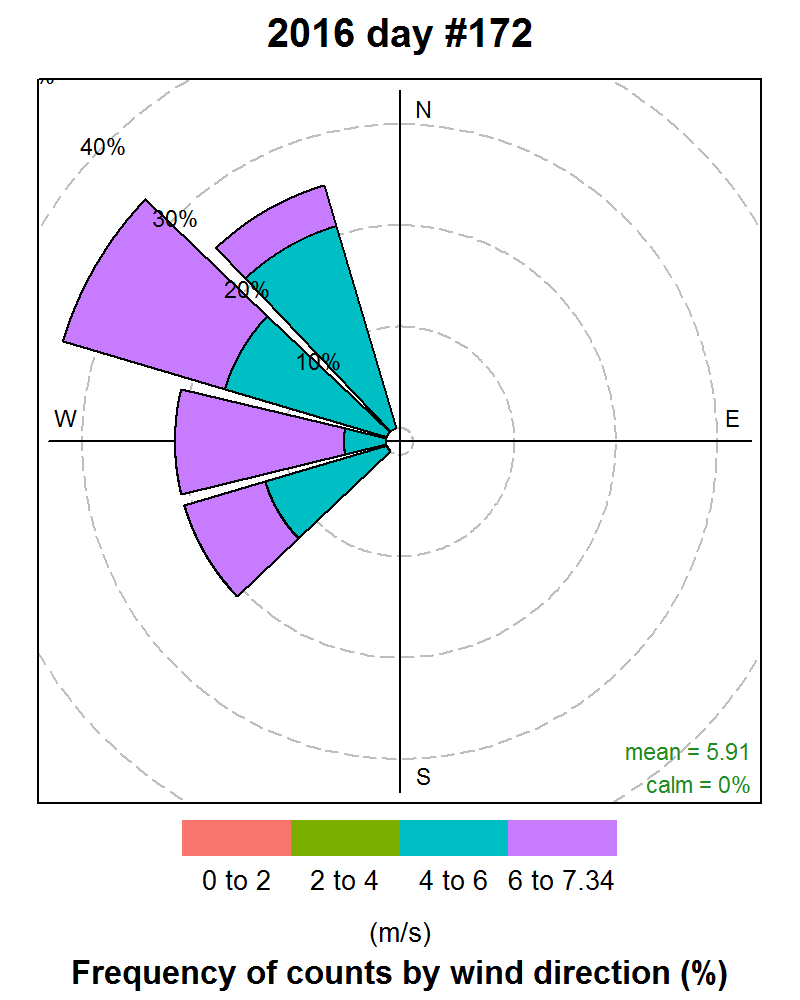 2016 day #172
%
N
40%
30%
20%
10%
W
E
S
mean = 5.91
calm = 0%
0 to 2 2 to 4 4 to 6 6 to 7.34
(m/s)
Frequency of counts by wind direction (%)